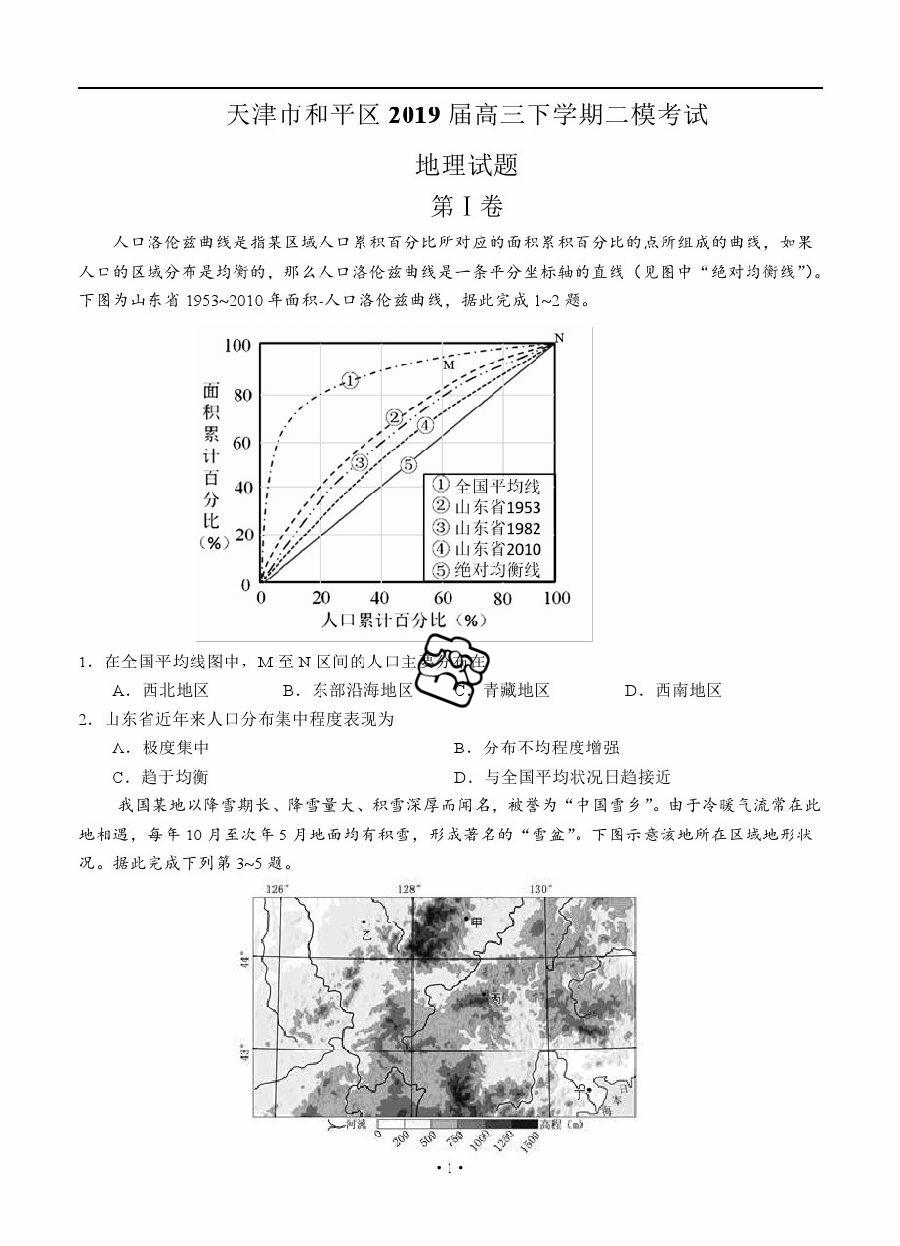 天津市和平区 2019 届高三下学期二模考试
地理试题
第Ⅰ卷
人口洛伦兹曲线是指某区域人口累积百分比所对应的面积累积百分比的点所组成的曲线，如果
人口的区域分布是均衡的，那么人口洛伦兹曲线是一条平分坐标轴的直线（见图中“绝对均衡线”）。
下图为山东省 1953~2010 年面积-人口洛伦兹曲线，据此完成 1~2 题。
N
100
M
①
面积累计百分比（%）
80
②
④
60
③
⑤
40
① 全国平均线
② 山东省1953
20
③ 山东省1982
④ 山东省2010
⑤ 绝对均衡线
0
0 20 40 60 80 100
人口累计百分比（%）
1．在全国平均线图中，M 至 N 区间的人口主要分布在
A．西北地区 B．东部沿海地区 C．青藏地区 D．西南地区
2．山东省近年来人口分布集中程度表现为
A．极度集中 B．分布不均程度增强
C．趋于均衡 D．与全国平均状况日趋接近
我国某地以降雪期长、降雪量大、积雪深厚而闻名，被誉为“中国雪乡”。由于冷暖气流常在此
地相遇，每年 10 月至次年 5 月地面均有积雪，形成著名的“雪盆”。下图示意该地所在区域地形状
况。据此完成下列第 3~5 题。
126° 128° 130°
甲
乙
44°
丙
43°
丁
日本海
河流
高程（m）
0 200 500 750 1000 1250 1500
· 1 ·